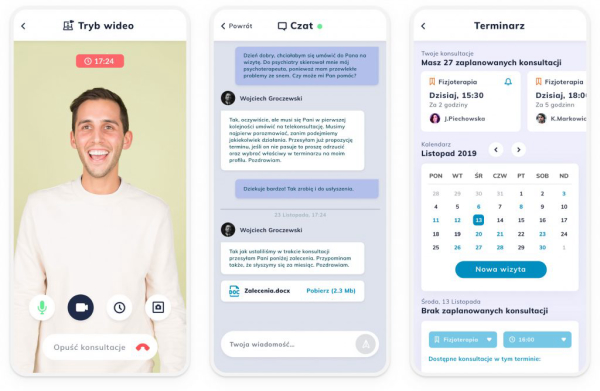 Tryb wideo
17:24
Opuść konsultacje
Powrót
Czat
Dzień dobry, chciałabym się umówić do Pana na
wizytę. Do psychiatry skierował mnie mój
psychoterapeuta, ponieważ mam przewlekłe
problemy ze snem. Czy może mi Pan pomóc?
Wojciech Groczewski
Tak, oczywiście, ale musi się Pani w pierwszej
kolejności umówić na telekonsultację. Musimy
najpierw porozmawiać, zanim podejmiemy
jakiekolwiek działania. Przesyłam już propozycję
terminu, jeśli on nie pasuje to proszę odrzucić
oraz wybrać właściwy w terminarzu na moim
profilu. Pozdrawiam.
Dziękuje bardzo! Tak zrobię i do usłyszenia.
13 Listopada, 17:24
Wojciech Groczewski
Tak jak ustaliliśmy w trakcie konsultacji
przesyłam Pani poniżej zalecenia. Przypominam
także, że słyszymy się za miesiąc. Pozdrawiam.
DOC
Zalecenia.docx
Pobierz (2.3 Mb)
Twoja wiadomość...
Terminarz
Twoje konsultacje
Masz 27 zaplanowanych konsultacji
Fizjoterapia
Dzisiaj, 15:30
Za 2 godziny
J.Piechowska
Fizjoterapia
Dzisiaj, 18:0
Za 5 godzinn
K.Markowic
Kalendarz
Listopad 2019
PON WT ŚR CZW PT SOB ND
28 29 30 31 1 2 3
4 5 6 7 8 9 10
11 12 13 14 15 16 17
18 19 20 21 22 23 24
25 26 27 28 29 30 1
Nowa wizyta
Środa, 13 Listopada
Brak zaplanowanych konsultacji
Fizjoterapia
16:00
Dostępne konsultacje w tym terminie: